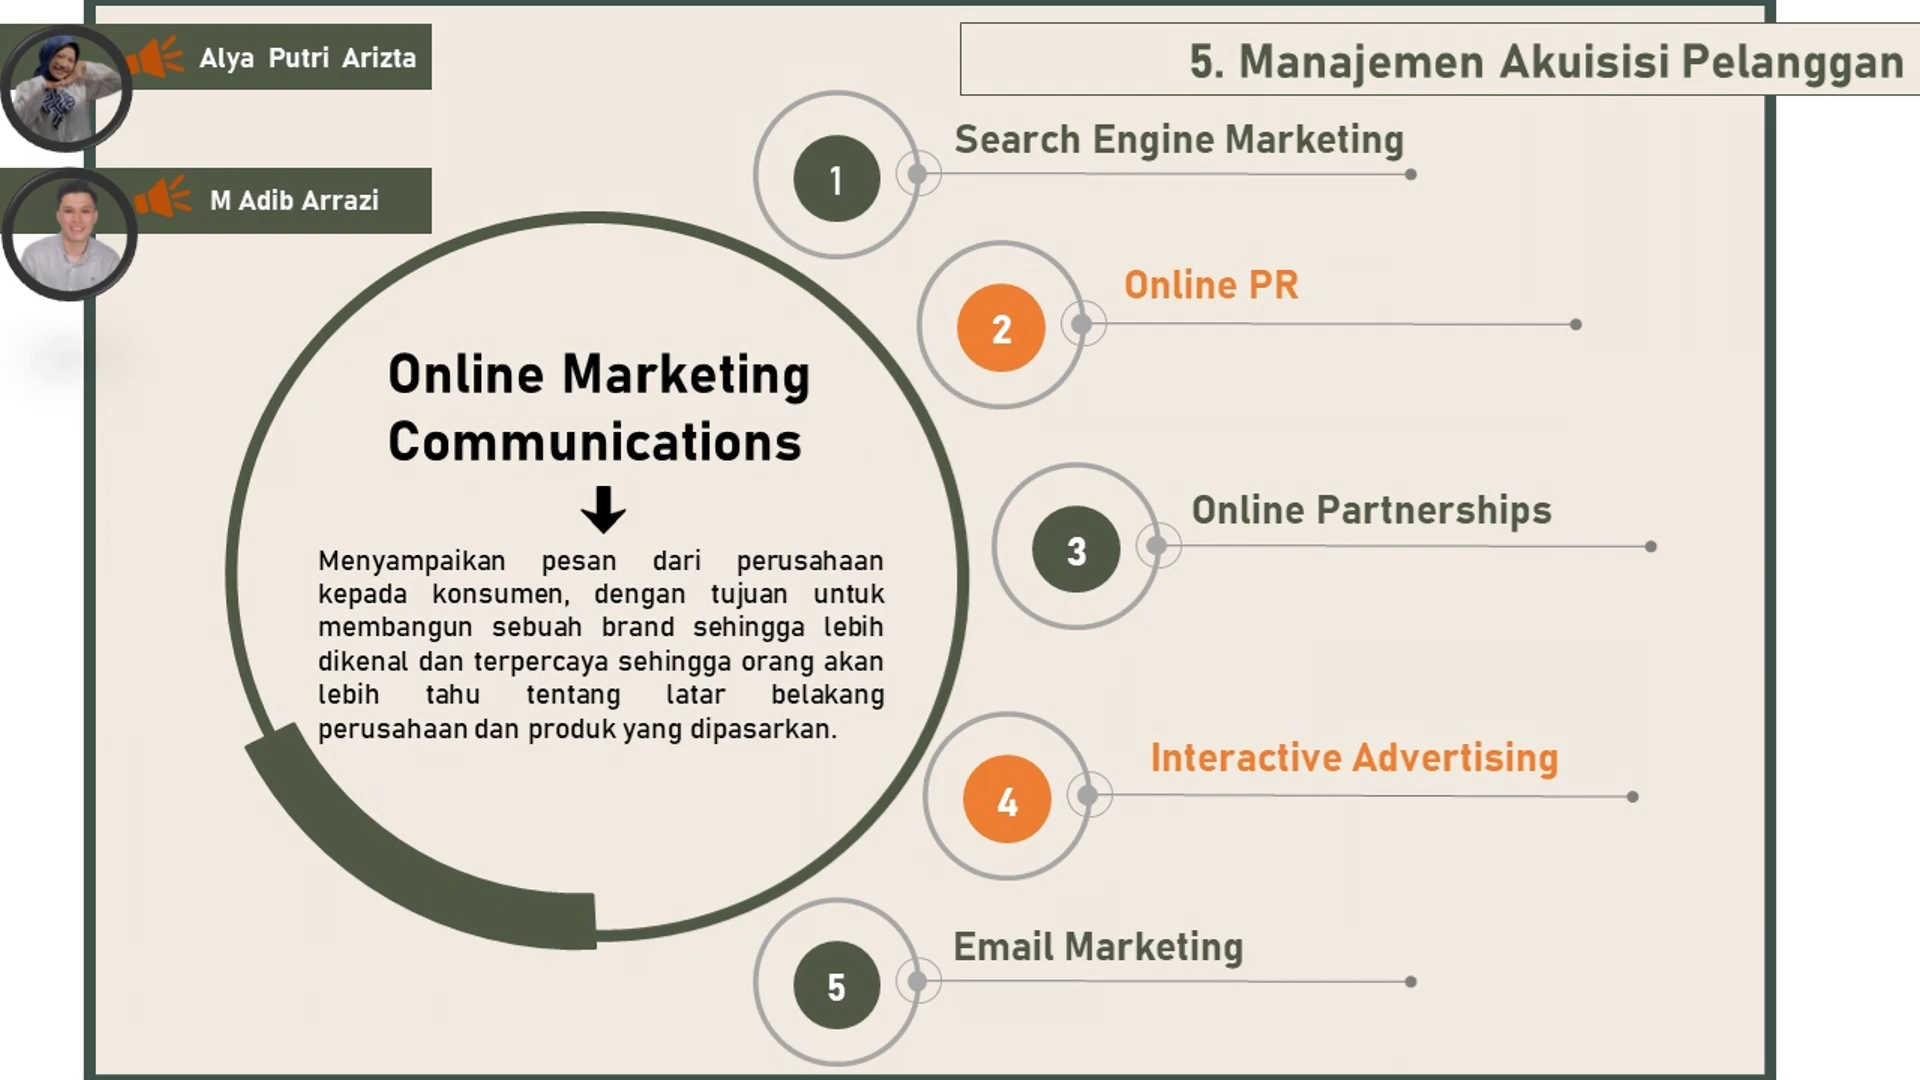 Alya Putri Arizta
M Adib Arrazi
5. Manajemen Akuisisi Pelanggan
Online Marketing
Communications
Menyampaikan pesan dari perusahaan
kepada konsumen, dengan tujuan untuk
membangun sebuah brand sehingga lebih
dikenal dan terpercaya sehingga orang akan
lebih tahu tentang latar belakang
perusahaan dan produk yang dipasarkan.
1
Search Engine Marketing
2
Online PR
3
Online Partnerships
4
Interactive Advertising
5
Email Marketing